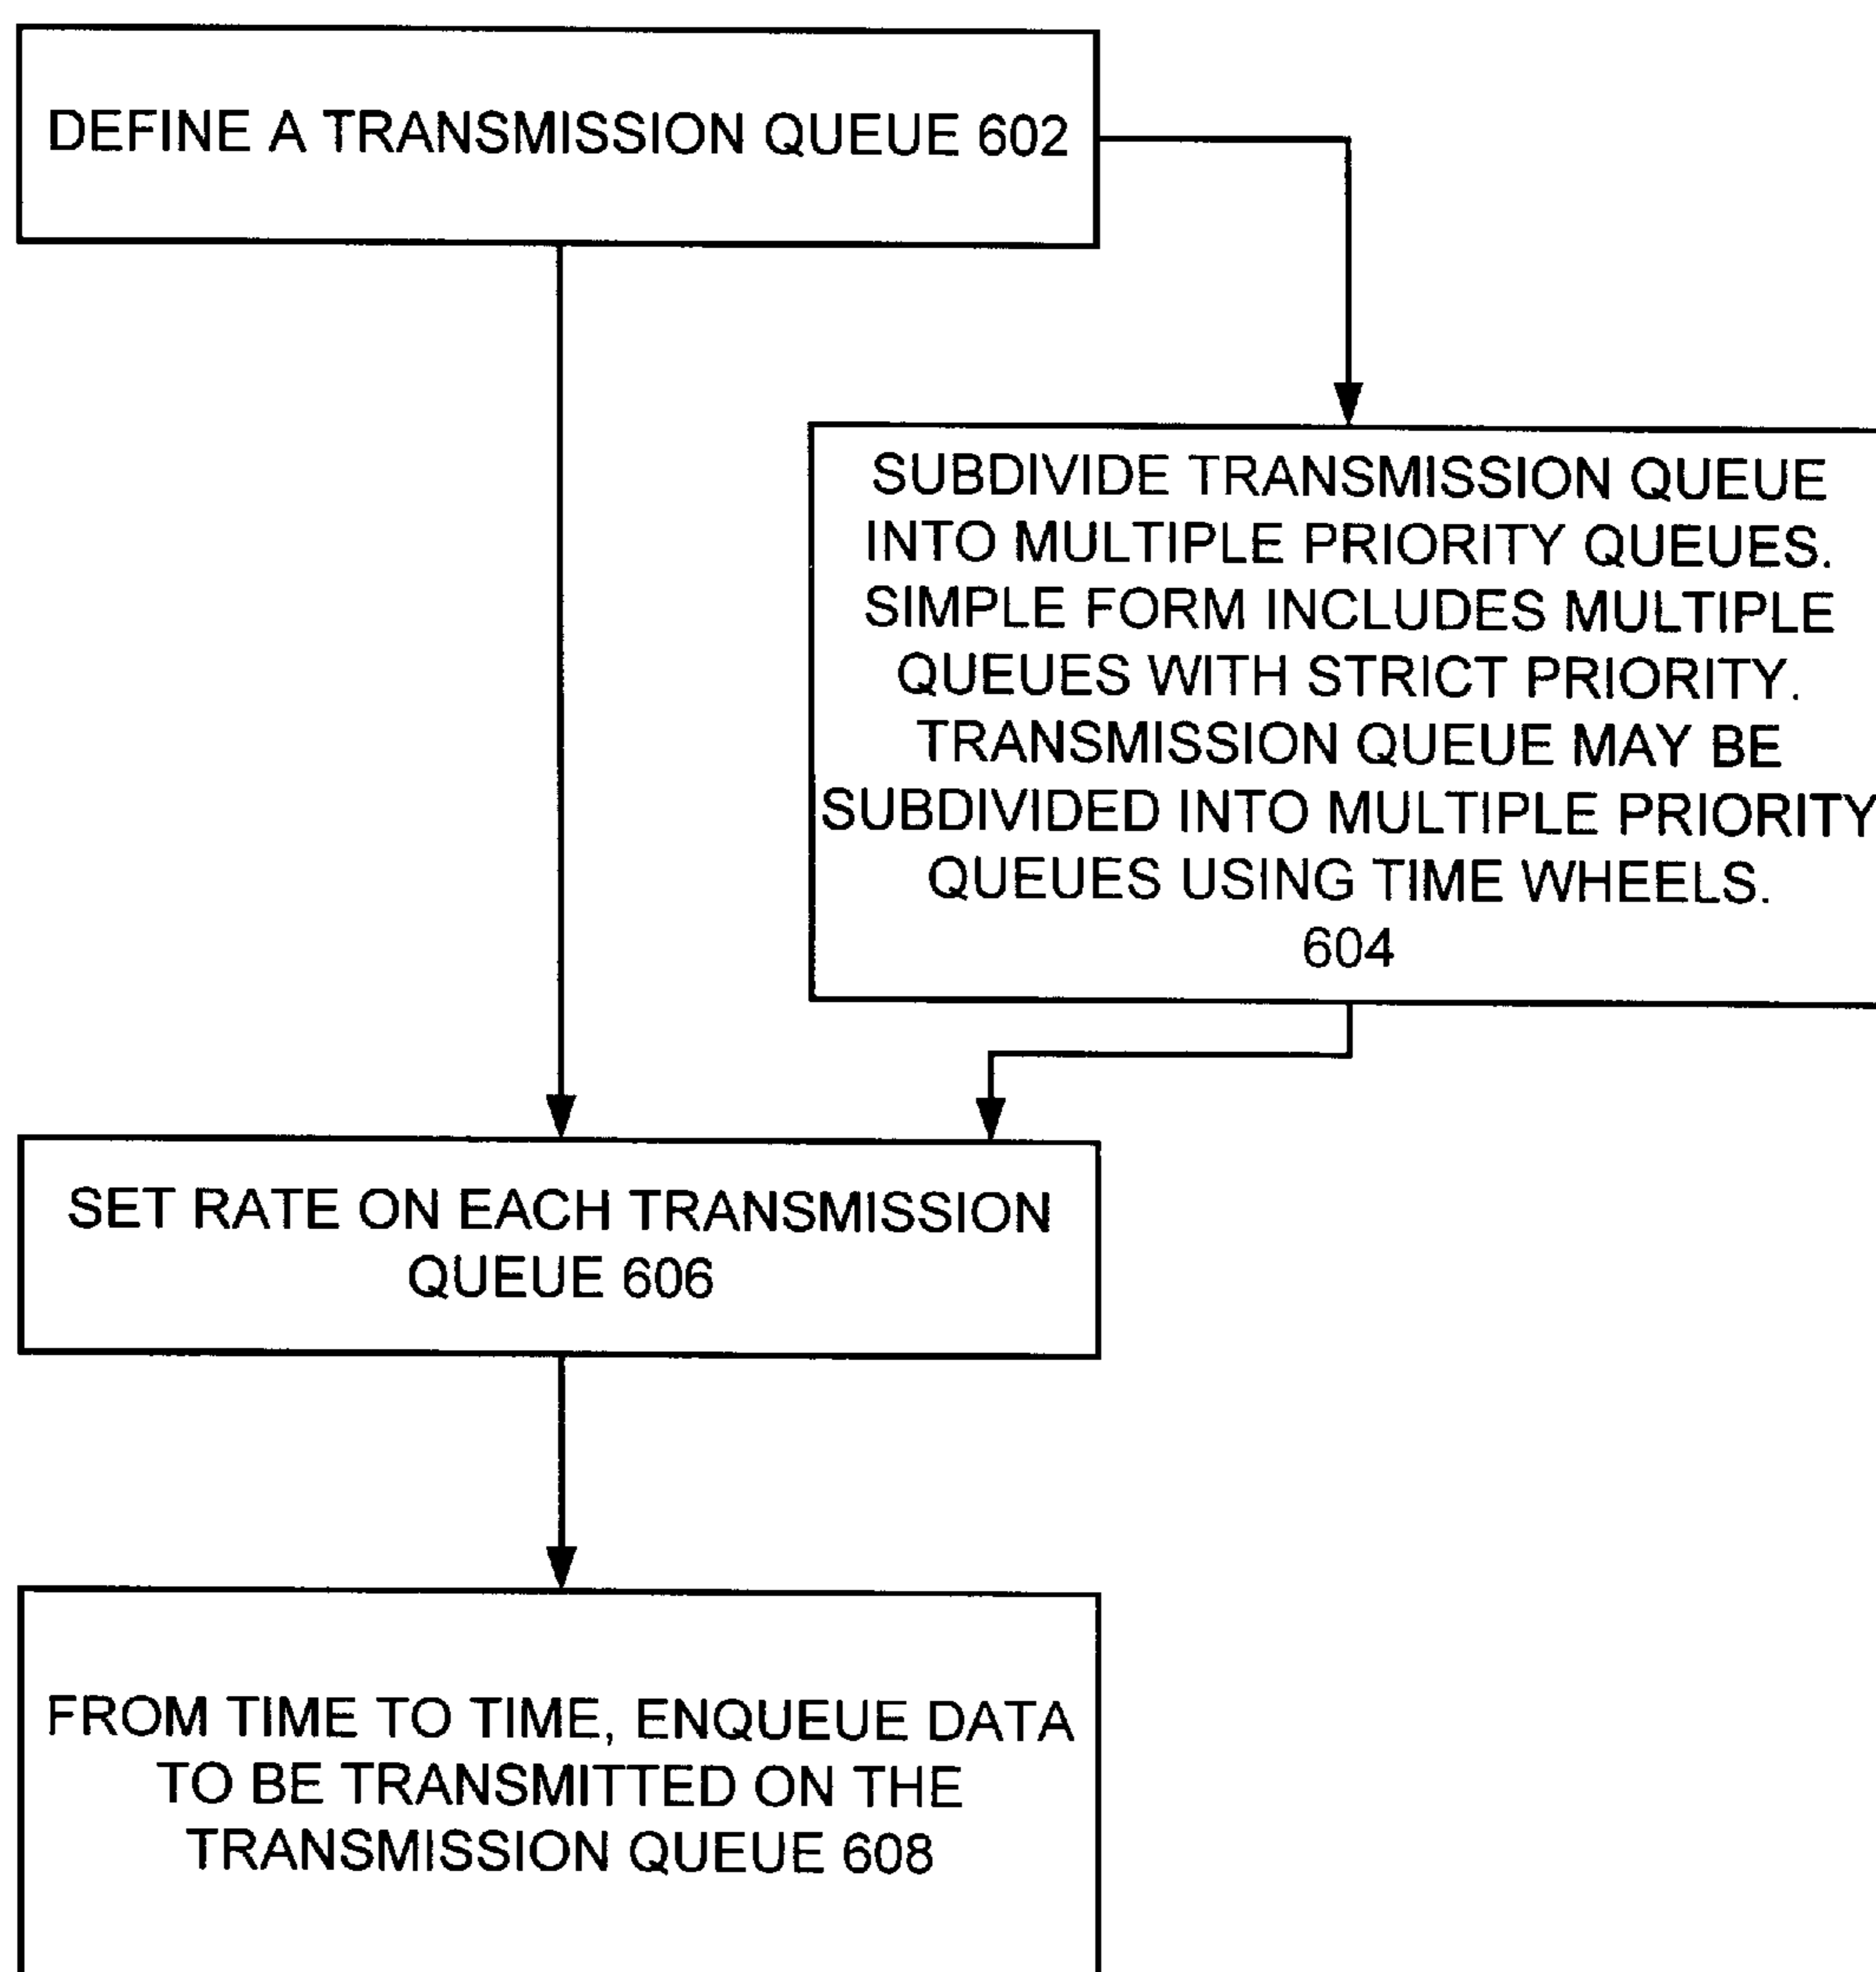 DEFINE A TRANSMISSION QUEUE 602
SUBDIVIDE TRANSMISSION QUEUE
INTO MULTIPLE PRIORITY QUEUES.
SIMPLE FORM INCLUDES MULTIPLE
QUEUES WITH STRICT PRIORITY.
TRANSMISSION QUEUE MAY BE
SUBDIVIDED INTO MULTIPLE PRIORITY
QUEUES USING TIME WHEELS.
604
SET RATE ON EACH TRANSMISSION
QUEUE 606
FROM TIME TO TIME, ENQUEUE DATA
TO BE TRANSMITTED ON THE
TRANSMISSION QUEUE 608